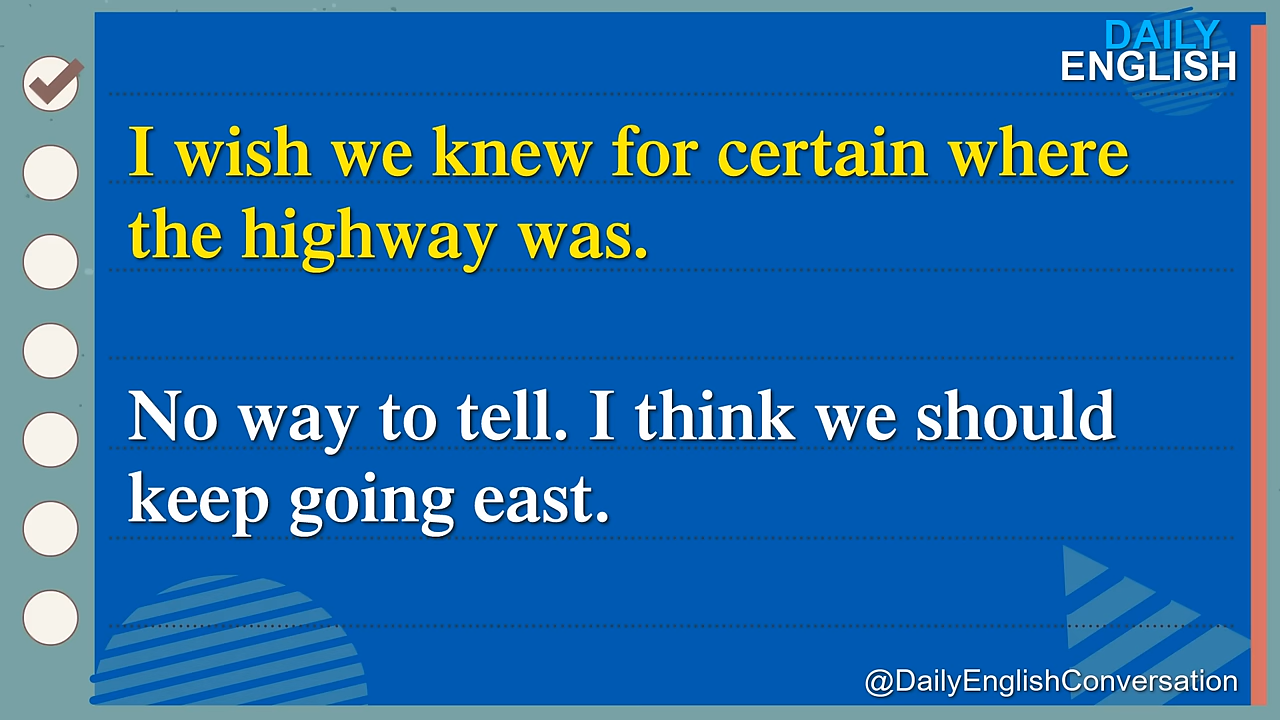 DAILY
ENGLISH
I wish we knew for certain where
the highway was.
No way to tell. I think we should
keep going east.
@DailyEnglishConversation